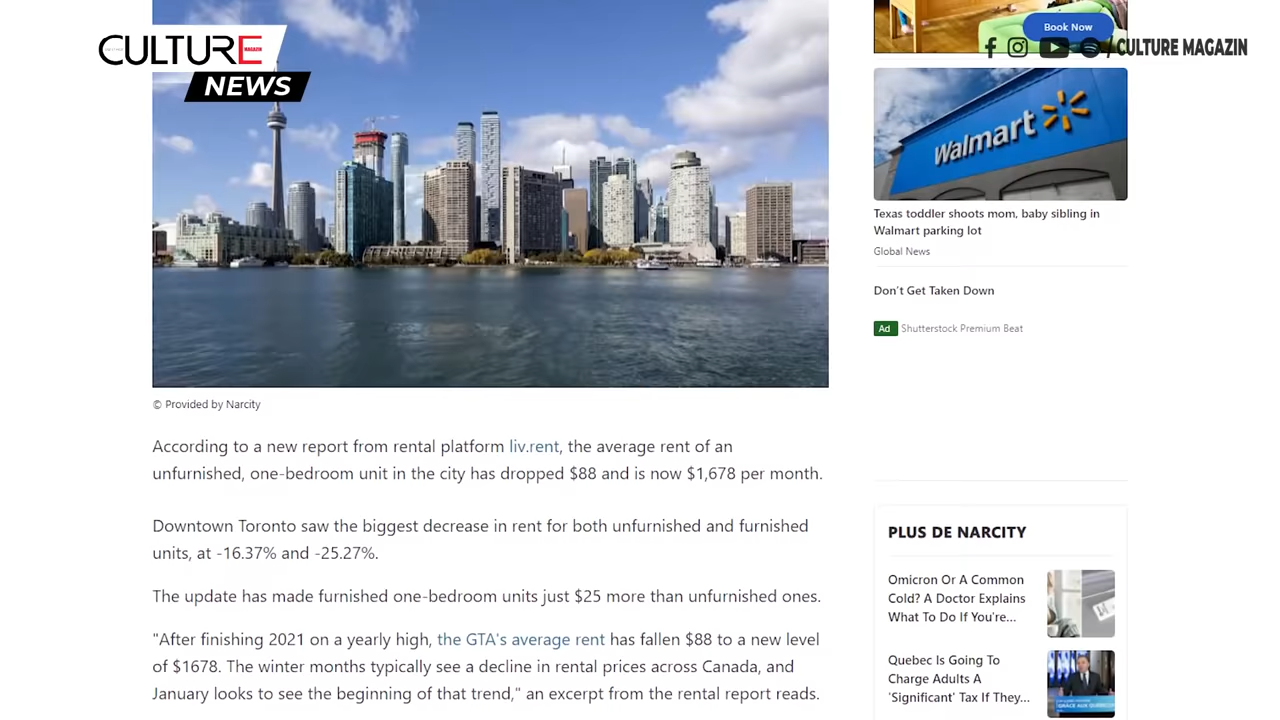 CULTURE
MAGAZIN
NEWS
Book Now
/ CULTURE MAGAZIN
Walmart
Texas toddler shoots mom, baby sibling in
Walmart parking lot
Global News
Don't Get Taken Down
Ad Shutterstock Premium Beat
© Provided by Narcity
According to a new report from rental platform liv.rent, the average rent of an
unfurnished, one-bedroom unit in the city has dropped $88 and is now $1,678 per month.
Downtown Toronto saw the biggest decrease in rent for both unfurnished and furnished
units, at -16.37% and -25.27%.
The update has made furnished one-bedroom units just $25 more than unfurnished ones.
"After finishing 2021 on a yearly high, the GTA's average rent has fallen $88 to a new level
of $1678. The winter months typically see a decline in rental prices across Canada, and
January looks to see the beginning of that trend," an excerpt from the rental report reads.
PLUS DE NARCITY
Omicron Or A Common
Cold? A Doctor Explains
What To Do If You're...
Quebec Is Going To
Charge Adults A
'Significant' Tax If They...